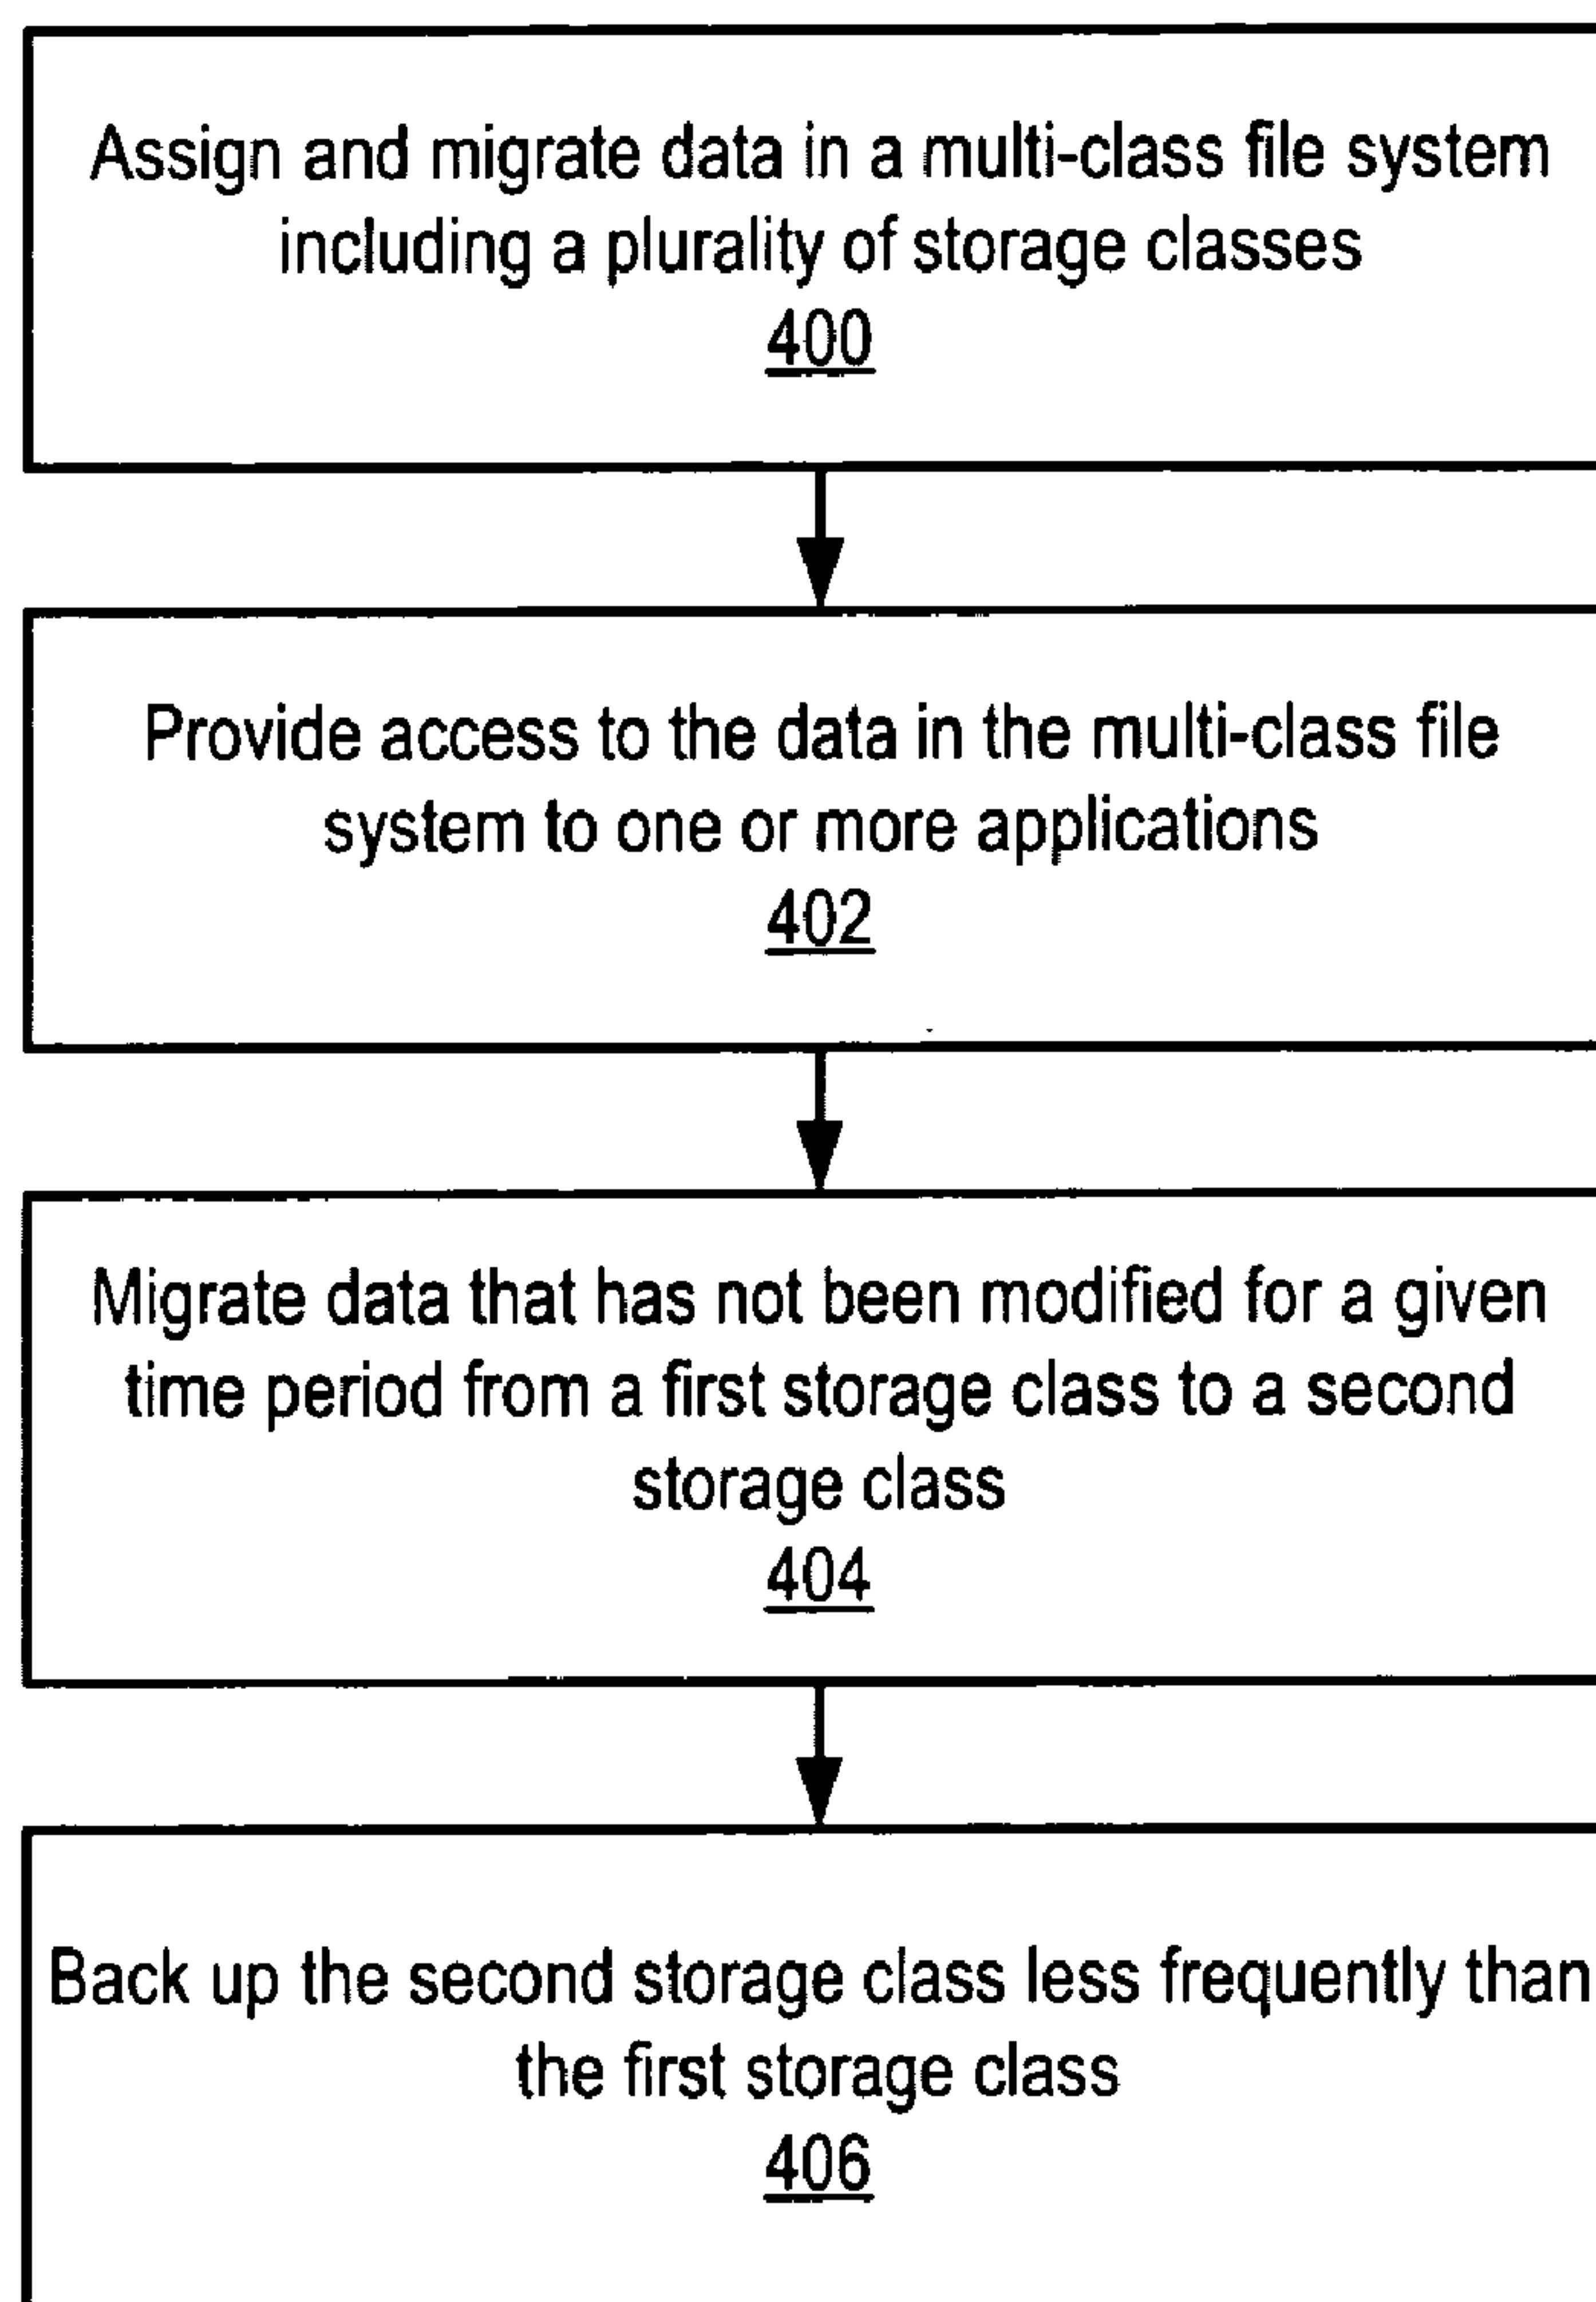 Assign and migrate data in a multi-class file system
including a plurality of storage classes
400
Provide access to the data in the multi-class file
system to one or more applications
402
Migrate data that has not been modified for a given
time period from a first storage class to a second
storage class
404
Back up the second storage class less frequently than
the first storage class
406